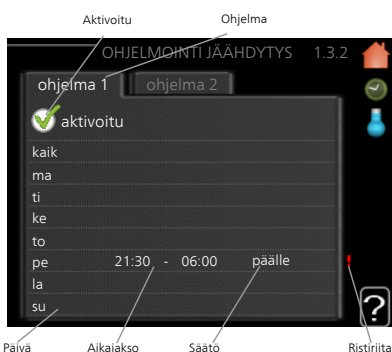 Aktivoitu Ohjelma
OHJELMOINTI JÄÄHDYTYS 1.3.2
ohjelma 1 ohjelma 2
aktivoitu
kaik
ma
ti
ke
to
pe 21:30 - 06:00 päälle !
la
su
?
Päivä Aikajakso Säätö Ristiriita